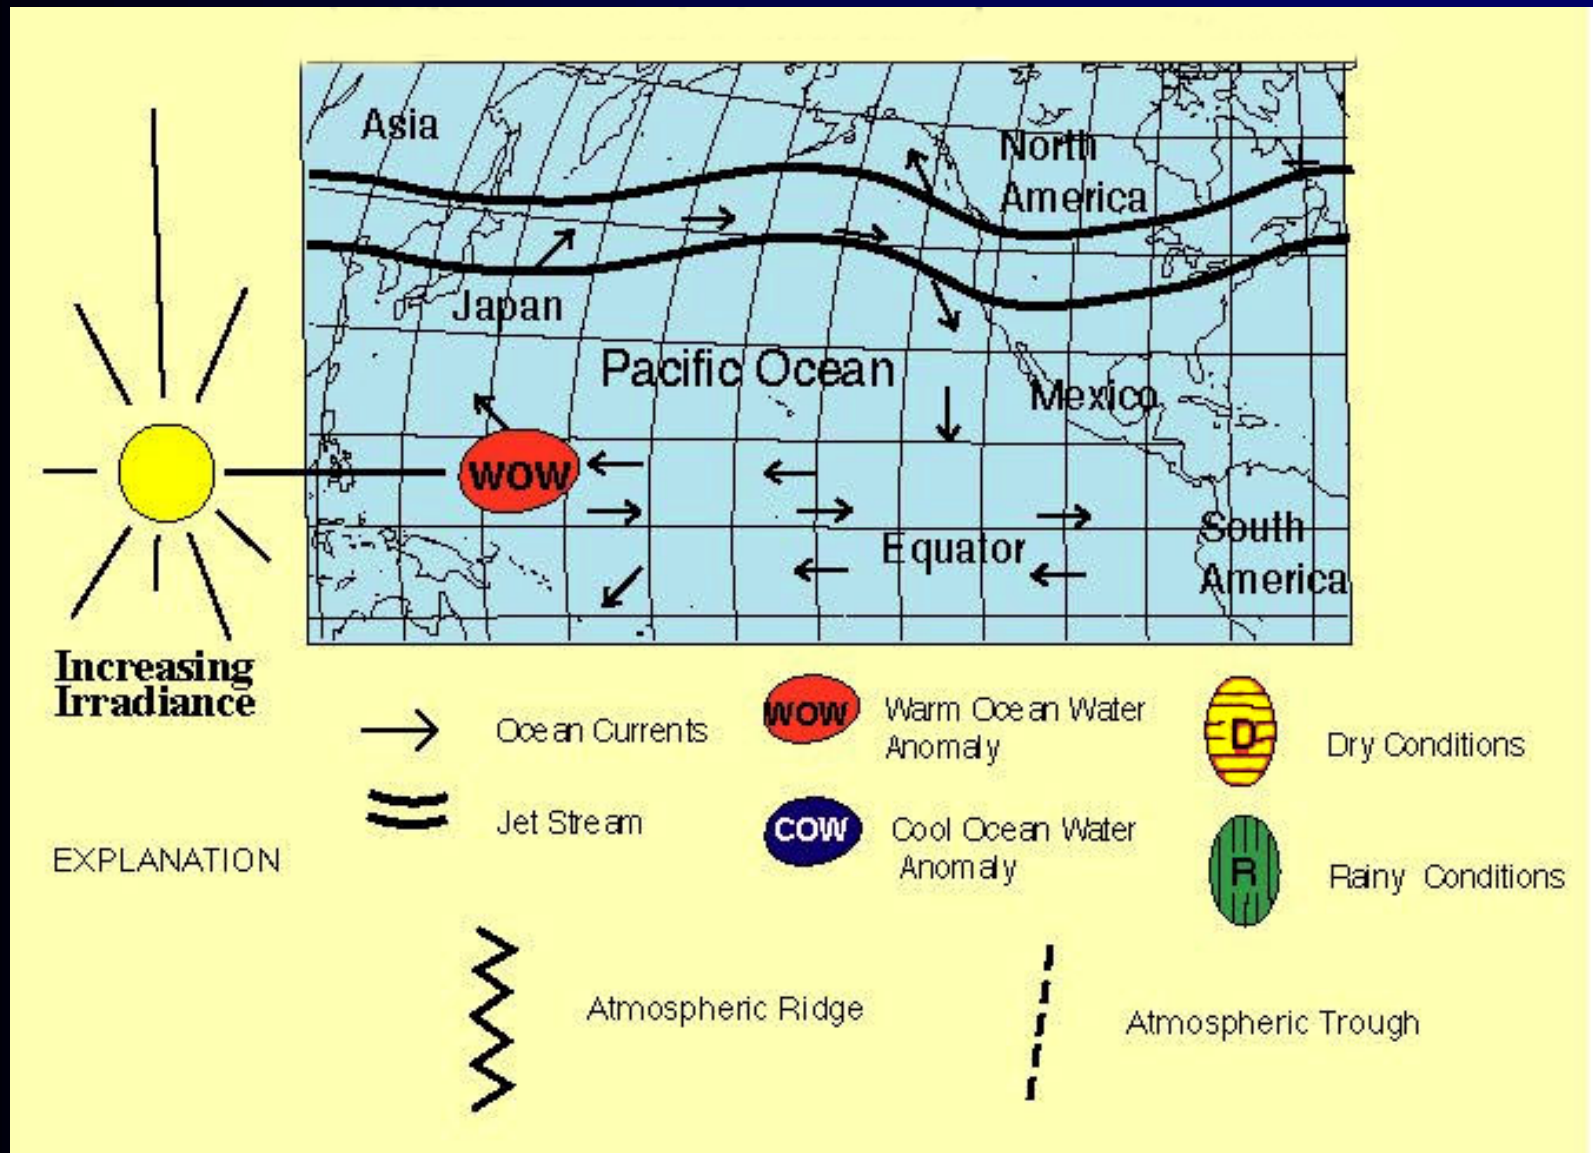 Asia
North
America
Japan
Pacific Ocean
Mexico
WOW
Equator
South
America
Increasing
Irradiance
Ocean Currents
WOW
Warm Ocean Water
Anomaly
D
Dry Conditions
Jet Stream
COW
Cool Ocean Water
Anomaly
EXPLANATION
R
Rainy Conditions
Atmospheric Ridge
Atmospheric Trough